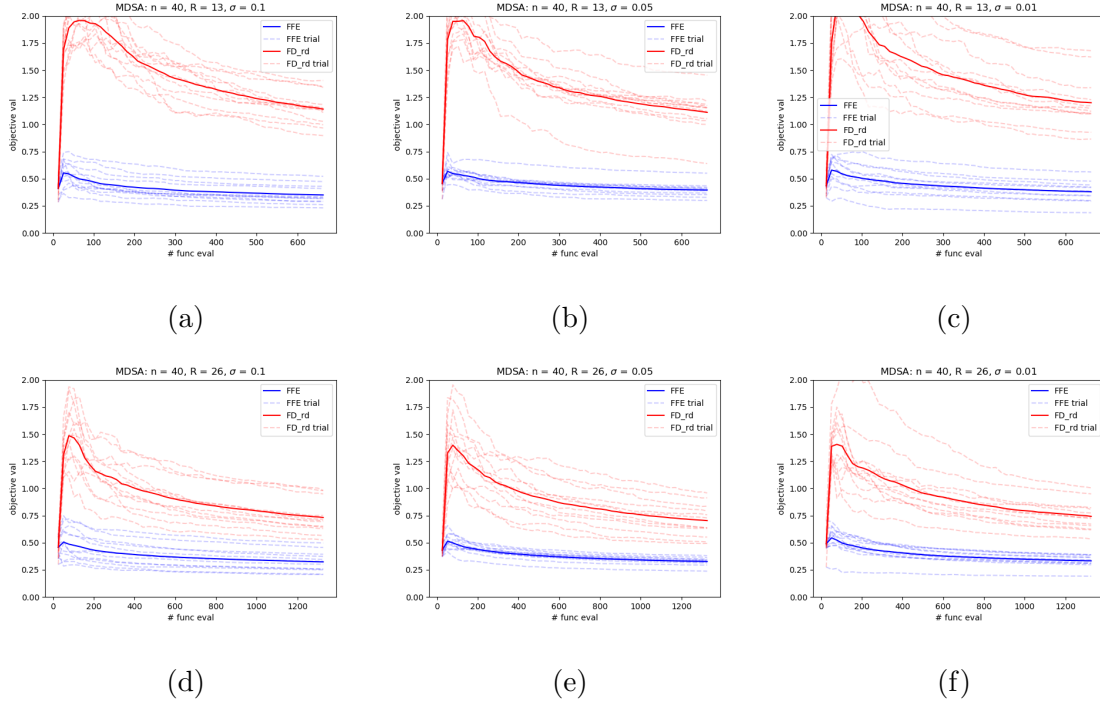 MDSA: n = 40, R = 13, σ = 0.1
2.00
1.75
1.50
1.25
1.00
0.75
0.50
0.25
0.00
objective val
0 100 200 300 400 500 600
# func eval
FFE
FFE trial
FD_rd
FD_rd trial
(a)
MDSA: n = 40, R = 13, σ = 0.05
2.00
1.75
1.50
1.25
1.00
0.75
0.50
0.25
0.00
objective val
0 100 200 300 400 500 600
# func eval
FFE
FFE trial
FD_rd
FD_rd trial
(b)
MDSA: n = 40, R = 13, σ = 0.01
2.00
1.75
1.50
1.25
1.00
0.75
0.50
0.25
0.00
objective val
0 100 200 300 400 500 600
# func eval
FFE
FFE trial
FD_rd
FD_rd trial
(c)
MDSA: n = 40, R = 26, σ = 0.1
2.00
1.75
1.50
1.25
1.00
0.75
0.50
0.25
0.00
objective val
0 200 400 600 800 1000 1200
# func eval
FFE
FFE trial
FD_rd
FD_rd trial
(d)
MDSA: n = 40, R = 26, σ = 0.05
2.00
1.75
1.50
1.25
1.00
0.75
0.50
0.25
0.00
objective val
0 200 400 600 800 1000 1200
# func eval
FFE
FFE trial
FD_rd
FD_rd trial
(e)
MDSA: n = 40, R = 26, σ = 0.01
2.00
1.75
1.50
1.25
1.00
0.75
0.50
0.25
0.00
objective val
0 200 400 600 800 1000 1200
# func eval
FFE
FFE trial
FD_rd
FD_rd trial
(f)